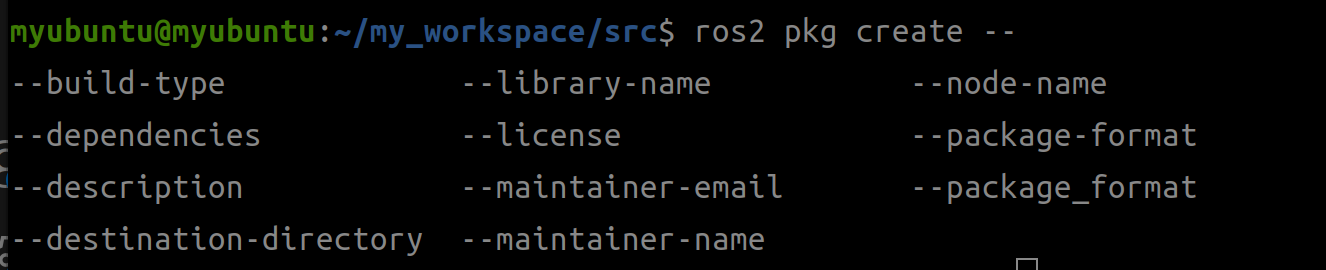 myubuntu@myubuntu:~/my_workspace/src$ ros2 pkg create --
--build-type --library-name --node-name
--dependencies --license --package-format
--description --maintainer-email --package_format
--destination-directory --maintainer-name